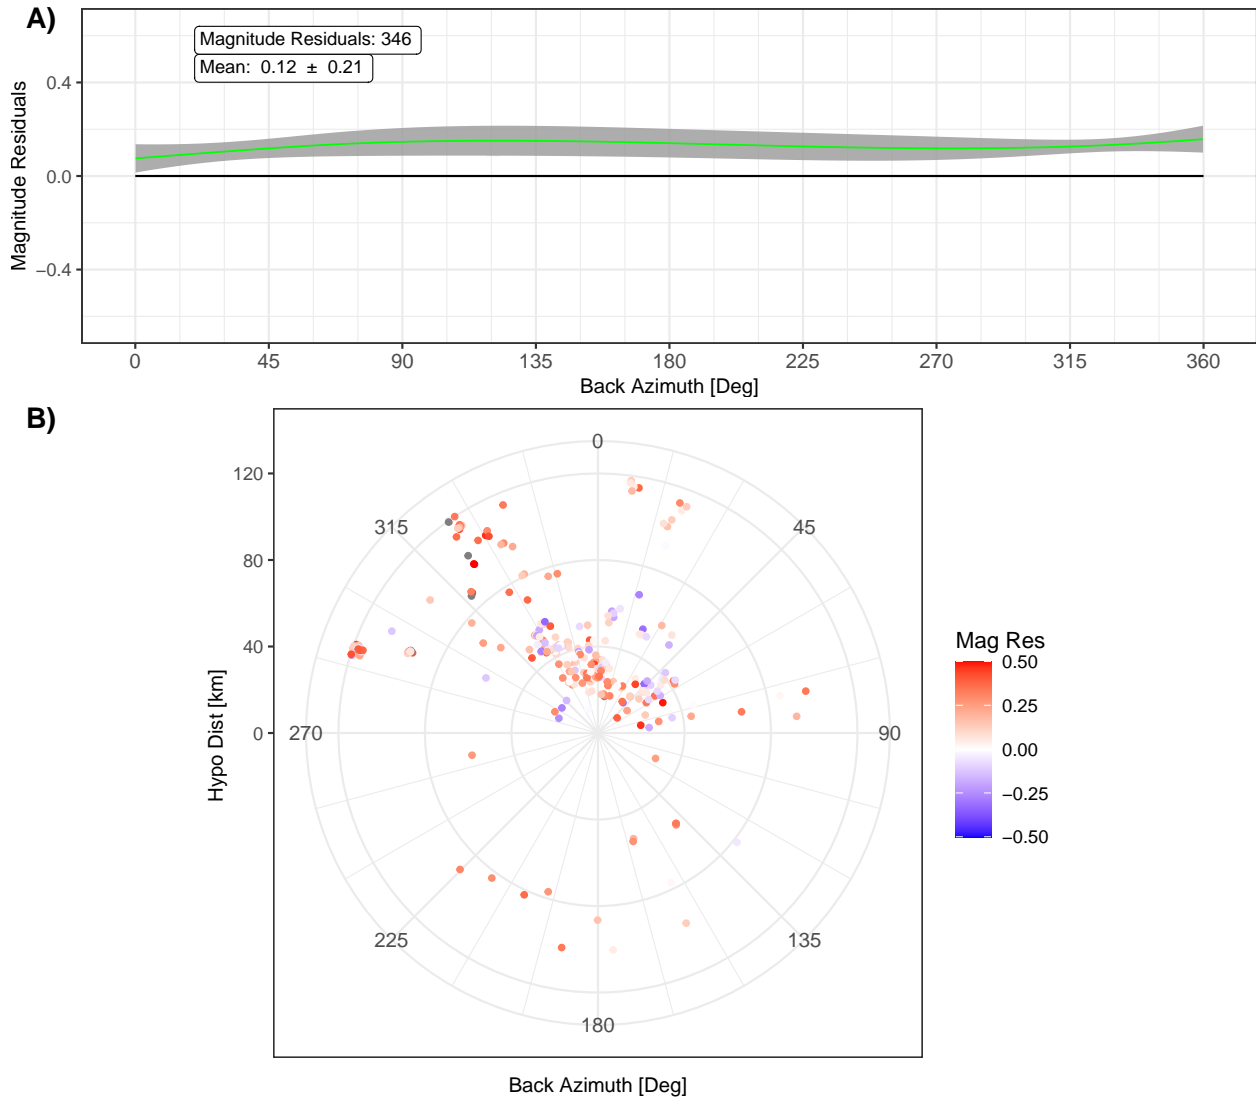 A)
Magnitude Residuals: 346
Mean:  0.12  ±  0.21
Magnitude Residuals
0.4
0.0
−0.4
0 45 90 135 180 225 270 315 360
Back Azimuth [Deg]
B)
Hypo Dist [km]
120
80
40
0
0
45
90
135
180
225
270
315
Back Azimuth [Deg]
Mag Res
0.50
0.25
0.00
−0.25
−0.50